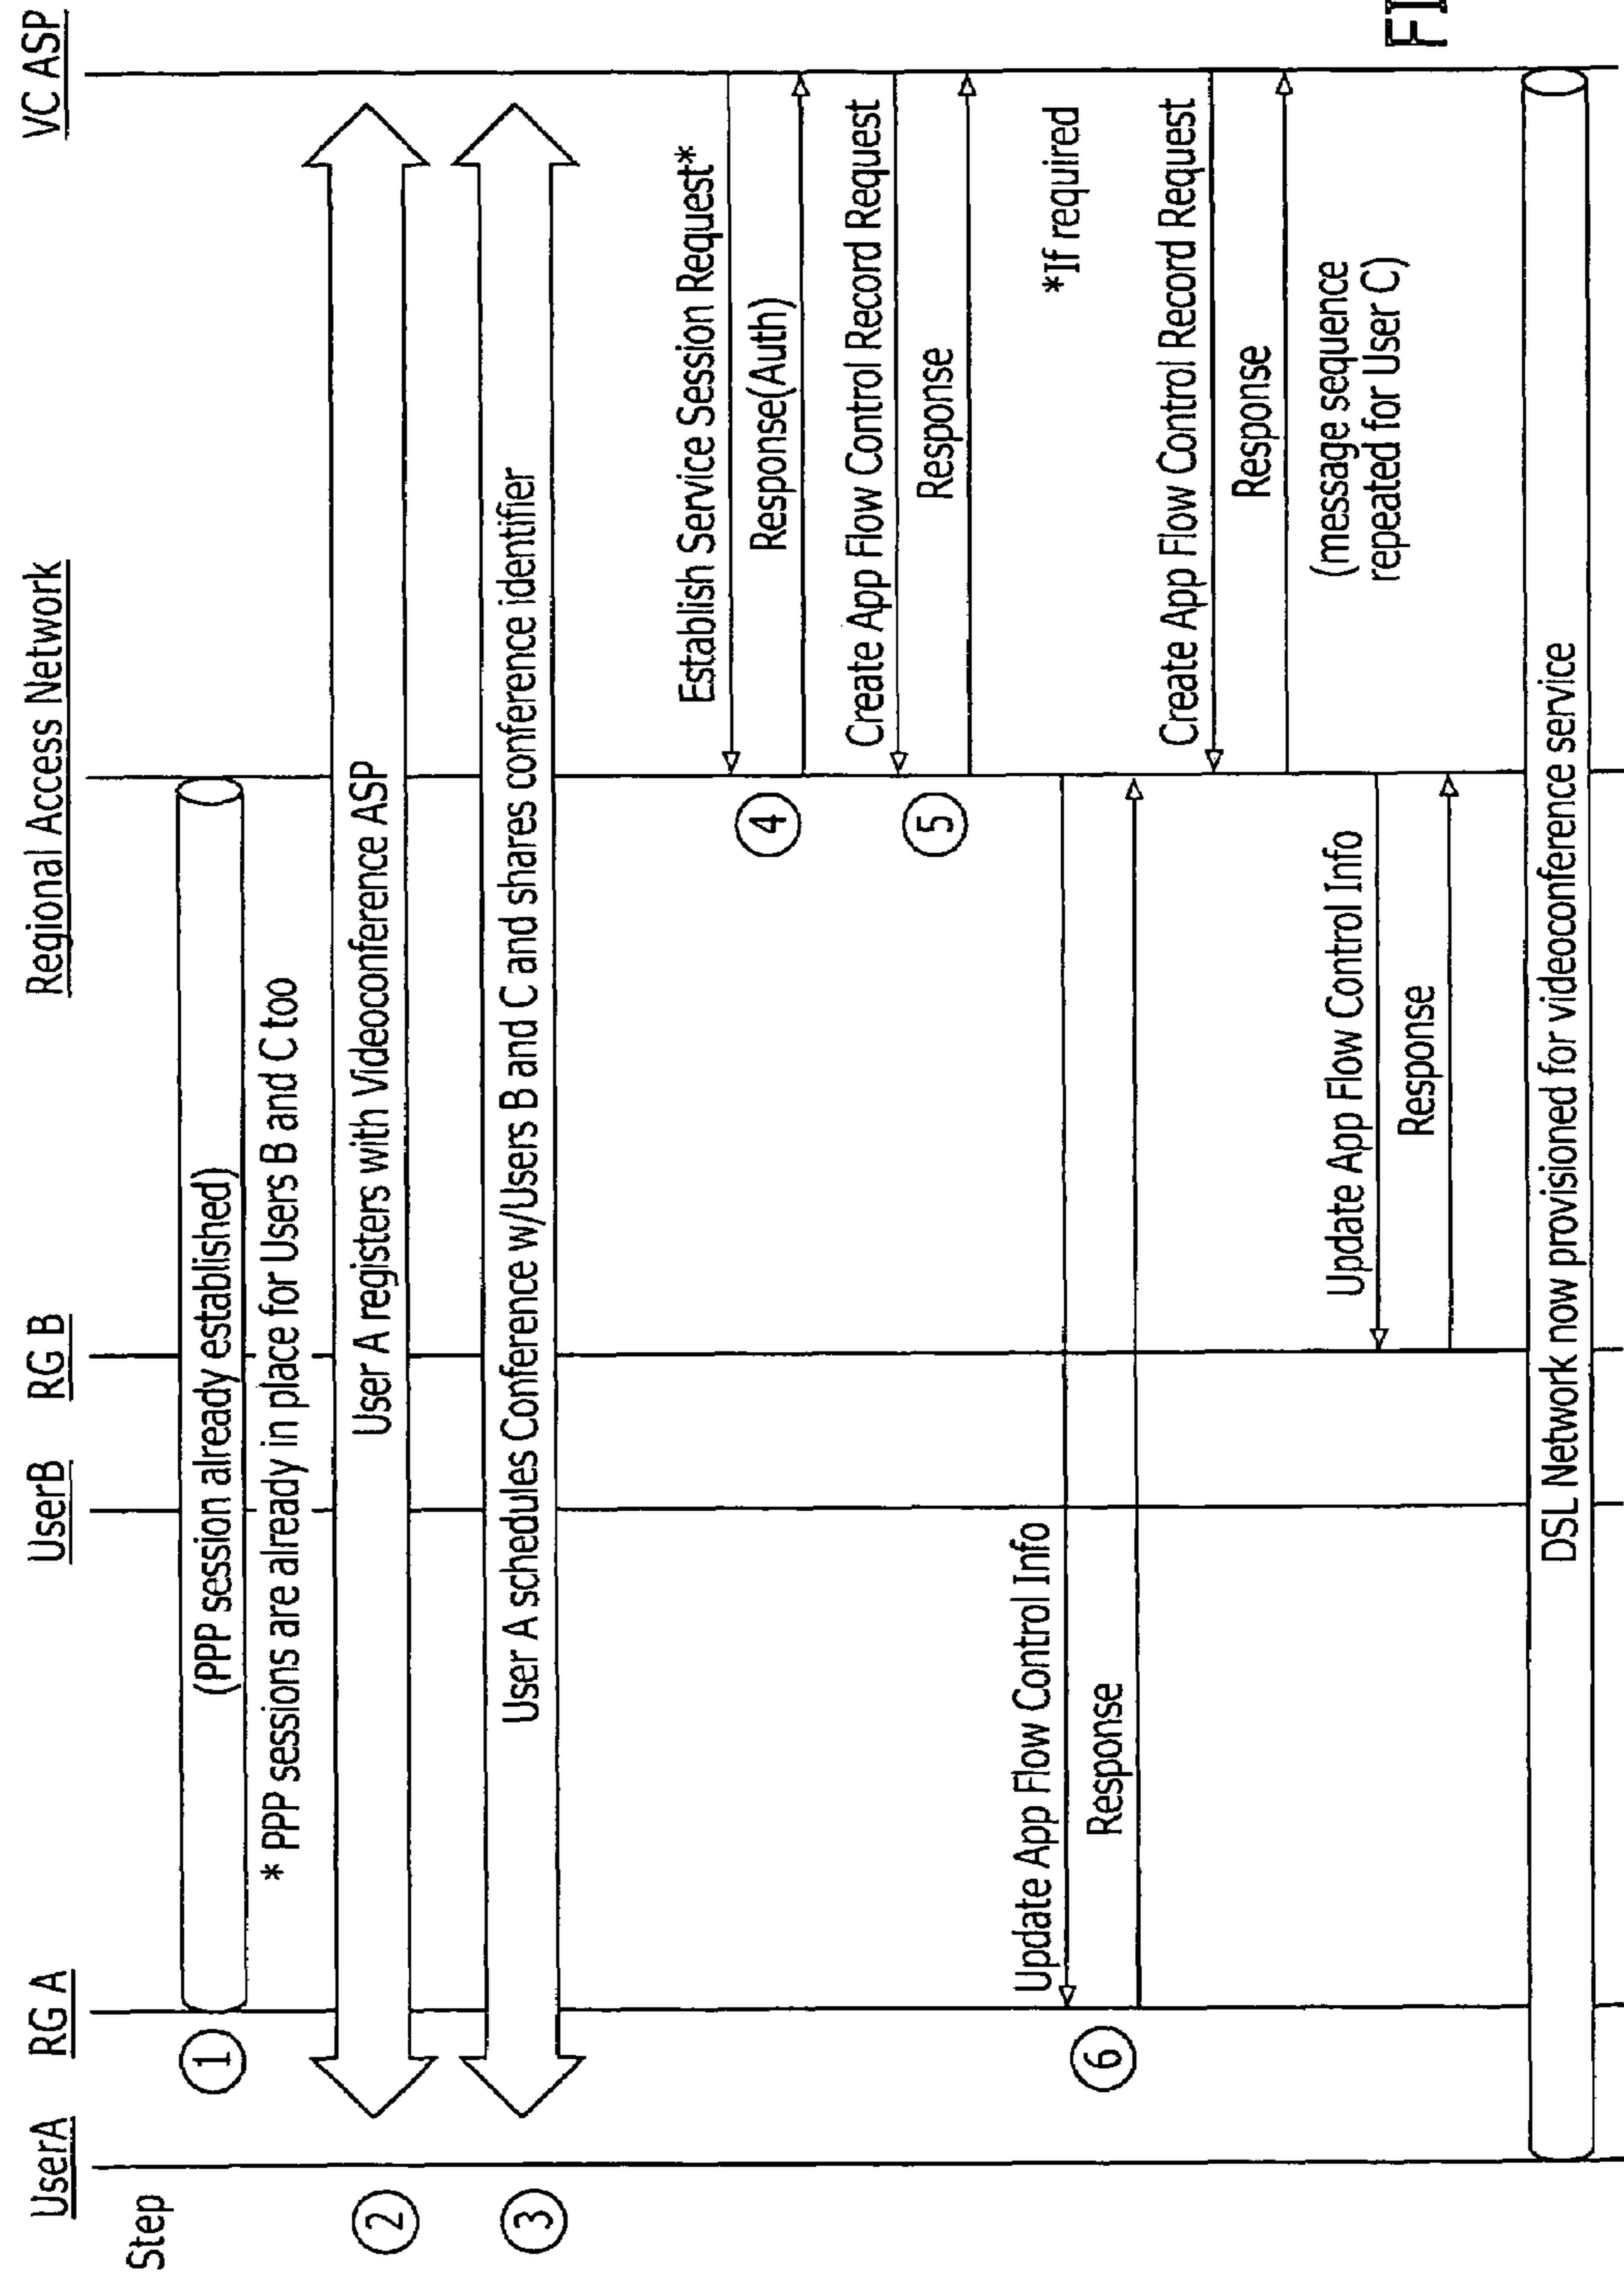 UserA
RG A
UserB
RG B
Regional Access Network
VC ASP
Step
1
(PPP session already established)
* PPP sessions are already in place for Users B and C too
2
User A registers with Videoconference ASP
3
User A schedules Conference w/Users B and C and shares conference identifier
Establish Service Session Request*
4
Response(Auth)
Create App Flow Control Record Request
5
Response
Update App Flow Control Info
*If required
6
Response
Create App Flow Control Record Request
Response
Update App Flow Control Info
(message sequence
repeated for User C)
Response
DSL Network now provisioned for videoconference service